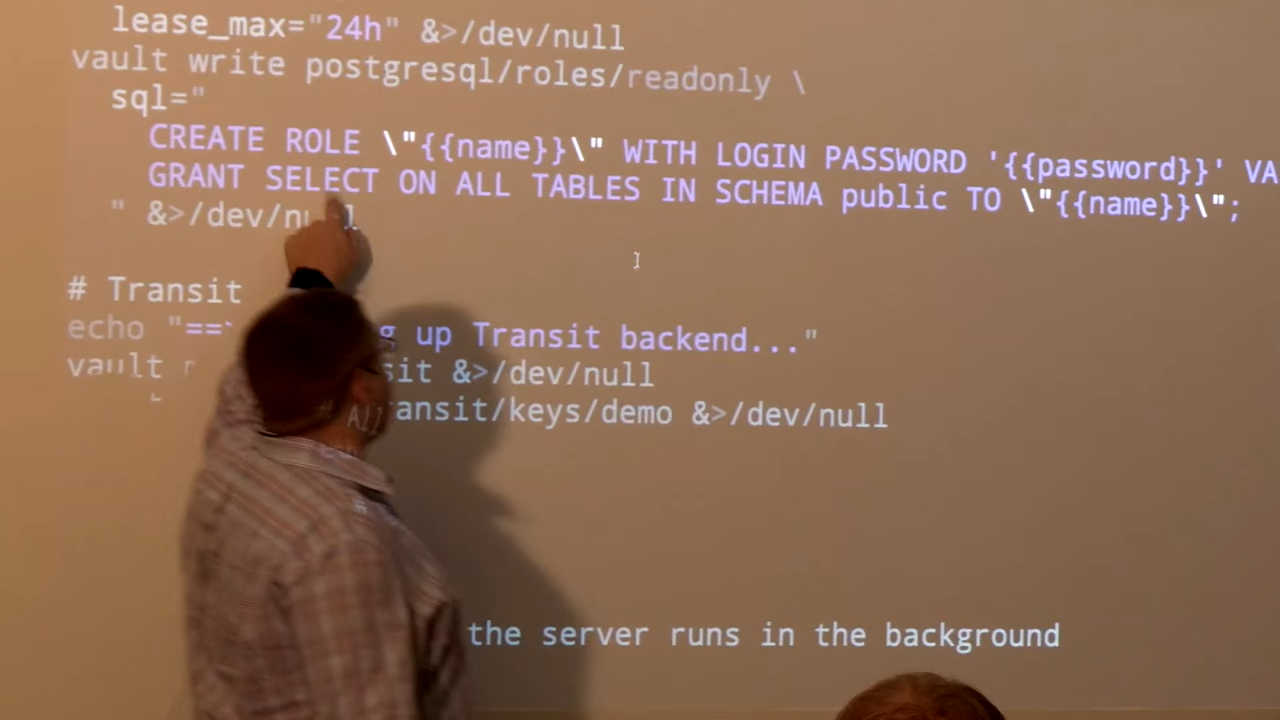 lease_max="24h" &>/dev/null
vault write postgresql/roles/readonly \
sql="
CREATE ROLE \"{{name}}\" WITH LOGIN PASSWORD '{{password}}' VA
GRANT SELECT ON ALL TABLES IN SCHEMA public TO \"{{name}}\";
" &>/dev/null
# Transit
echo "==> g up Transit backend..."
vault sit &>/dev/null
ansit/keys/demo &>/dev/null
the server runs in the background